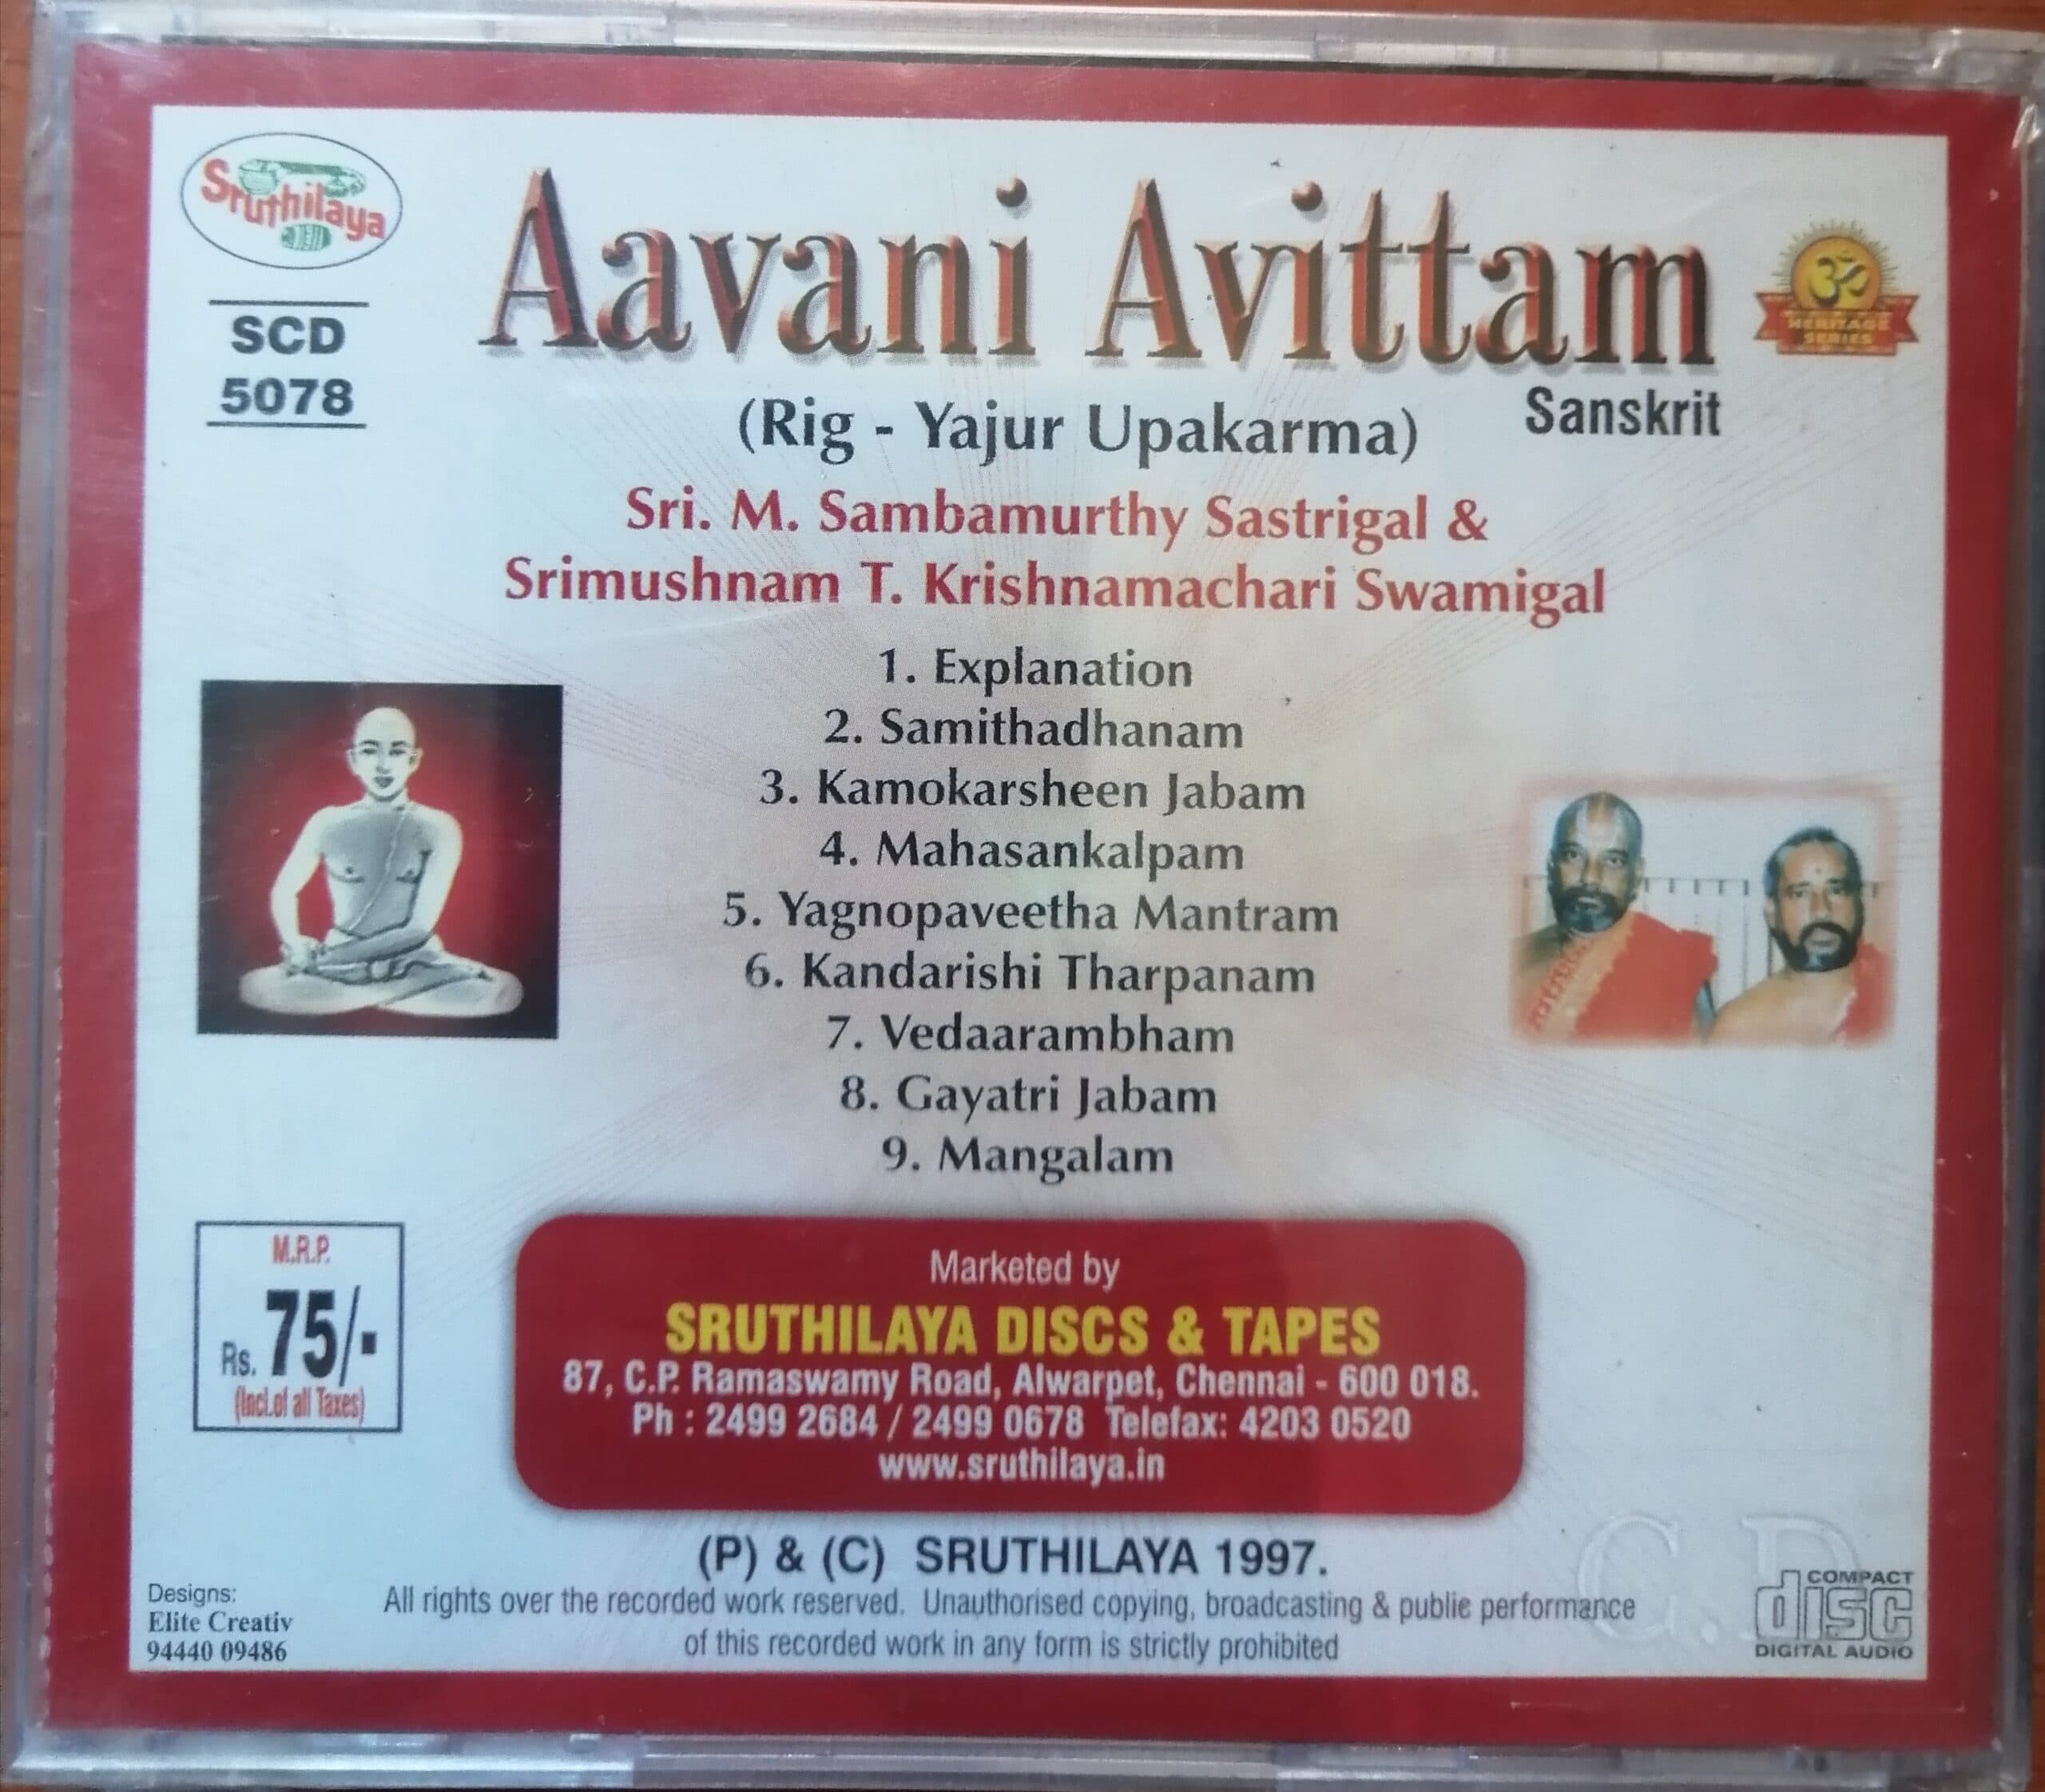 Sruthilaya
SCD
5078
Aavani Avittam
HERITAGE
SERIES
ॐ
(Rig - Yajur Upakarma)
Sanskrit
Sri. M. Sambamurthy Sastrigal &
Srimushnam T. Krishnamachari Swamigal
1. Explanation
2. Samithadhanam
3. Kamokarsheen Jabam
4. Mahasankalpam
5. Yagnopaveetha Mantram
6. Kandarishi Tharpanam
7. Vedaarambham
8. Gayatri Jabam
9. Mangalam
M.R.P.
Rs. 75/-
(Incl.of all Taxes)
Marketed by
SRUTHILAYA DISCS & TAPES
87, C.P. Ramaswamy Road, Alwarpet, Chennai - 600 018.
Ph : 2499 2684 / 2499 0678 Telefax: 4203 0520
www.sruthilaya.in
(P) & (C) SRUTHILAYA 1997.
All rights over the recorded work reserved. Unauthorised copying, broadcasting & publie performance
of this recorded work in any form is strictly prohibited
Designs:
Elite Creativ
94440 09486
C.D
COMPACT
disc
DIGITAL AUDIO